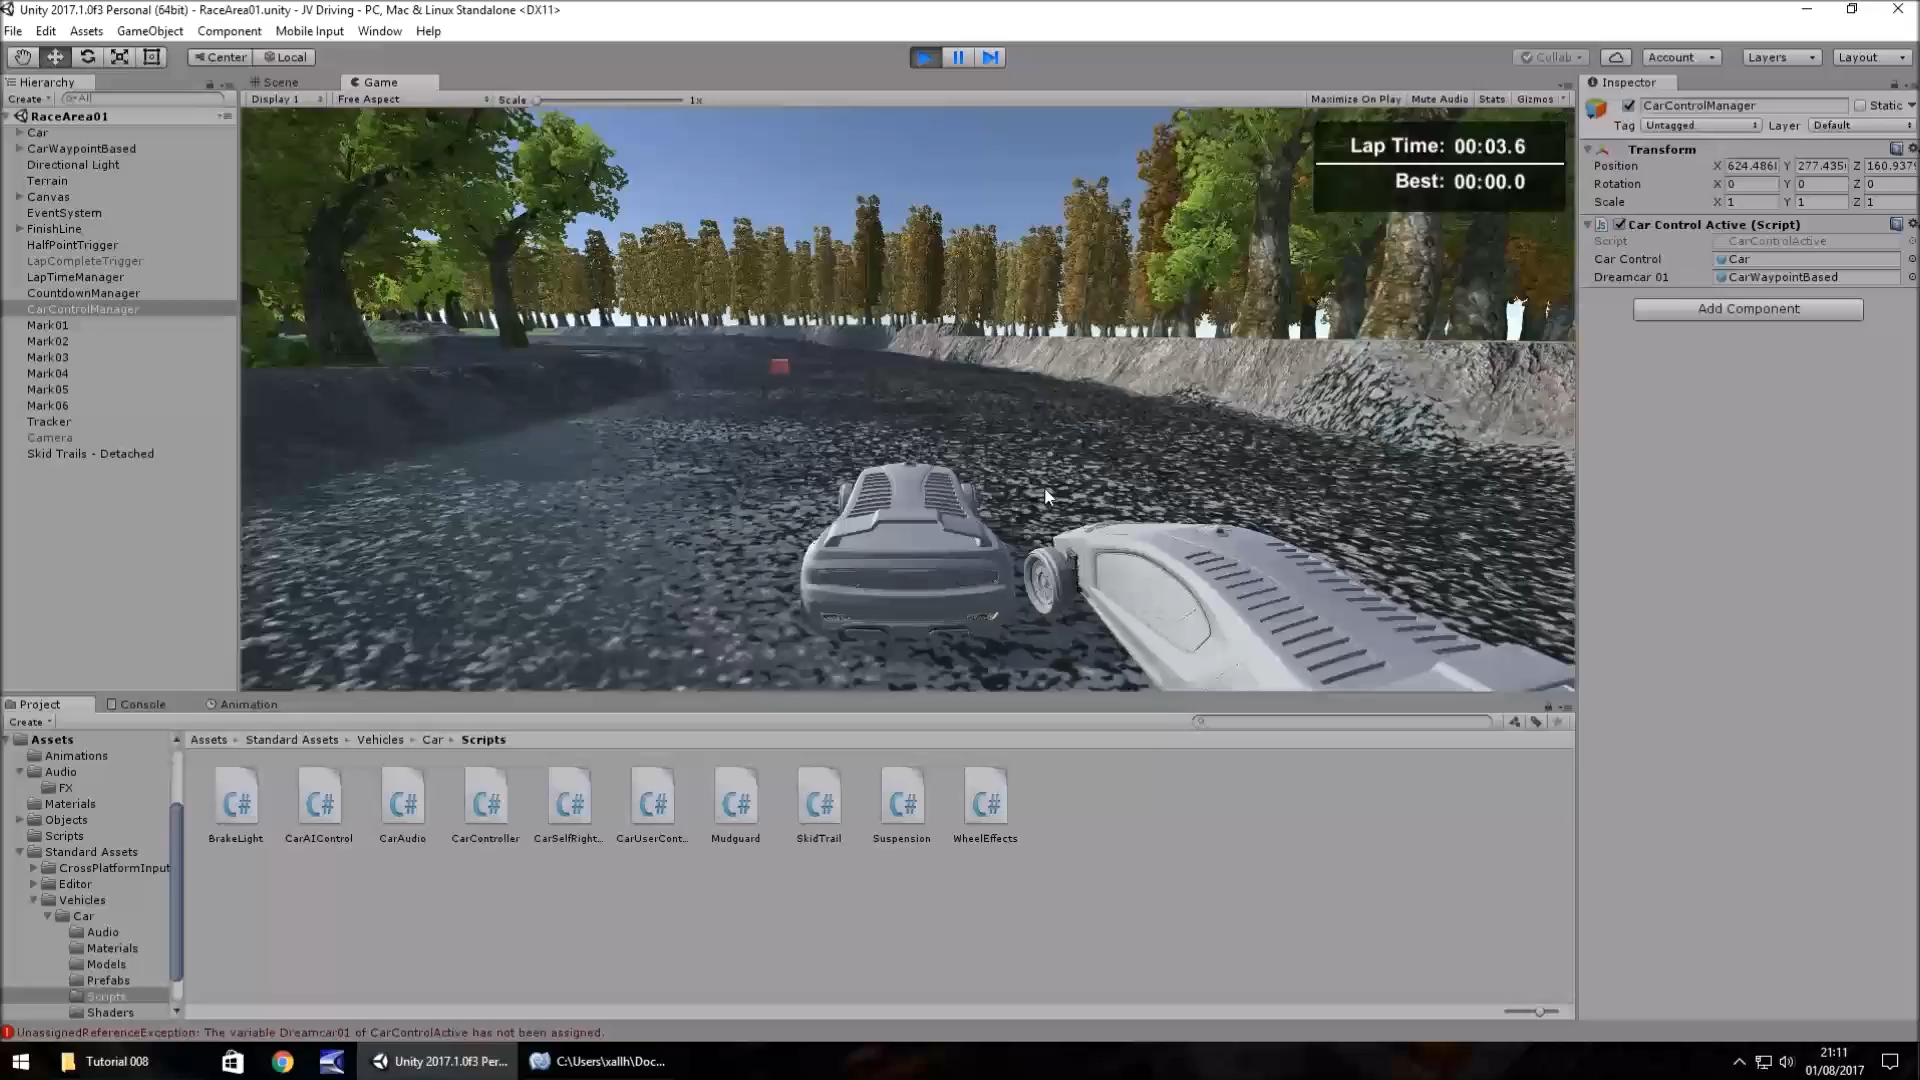 Unity 2017.1.0f3 Personal (64bit) - RaceArea01.unity - JV Driving - PC, Mac & Linux Standalone <DX11>
File Edit Assets GameObject Component Mobile Input Window Help
Center Local Collab Account Layers Layout
Hierarchy Scene Game Inspector
Create All Display 1 Free Aspect Scale 1x Maximize On Play Mute Audio Stats Gizmos
RaceArea01
Car
CarWaypointBased
Directional Light
Terrain
Canvas
EventSystem
FinishLine
HalfPointTrigger
LapCompleteTrigger
LapTimeManager
CountdownManager
CarControlManager
Mark01
Mark02
Mark03
Mark04
Mark05
Mark06
Tracker
Camera
Skid Trails - Detached
Lap Time: 00:03.6
Best: 00:00.0
CarControlManager Static
Tag Untagged Layer Default
Transform
Position X 624.4868 Y 277.435 Z 160.937
Rotation X 0 Y 0 Z 0
Scale X 1 Y 1 Z 1
Car Control Active (Script)
Script CarControlActive
Car Control Car
Dreamcar 01 CarWaypointBased
Add Component
Project Console Animation
Create
Assets
Animations
Audio
FX
Materials
Objects
Scripts
Standard Assets
CrossPlatformInput
Editor
Vehicles
Car
Audio
Materials
Models
Prefabs
Scripts
Shaders
Assets Standard Assets Vehicles Car Scripts
C# C# C# C# C# C# C# C# C# C#
BrakeLight CarAIControl CarAudio CarController CarSelfRight... CarUserCont... Mudguard SkidTrail Suspension WheelEffects
UnassignedReferenceException: The variable Dreamcar01 of CarControlActive has not been assigned.
Tutorial 008 Unity 2017.1.0f3 Per... C:\Users\xallh\Doc...
21:11
01/08/2017